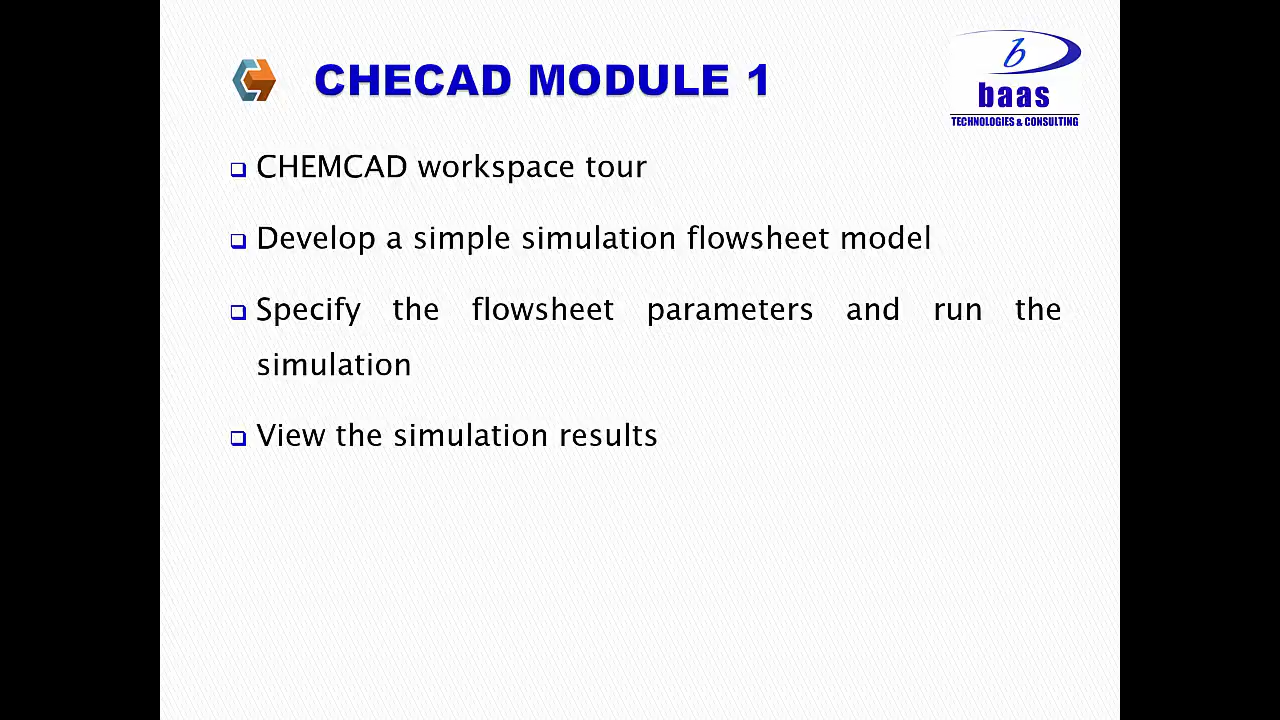 CHECAD MODULE 1
b
baas
TECHNOLOGIES & CONSULTING
CHEMCAD workspace tour
Develop a simple simulation flowsheet model
Specify the flowsheet parameters and run the
simulation
View the simulation results